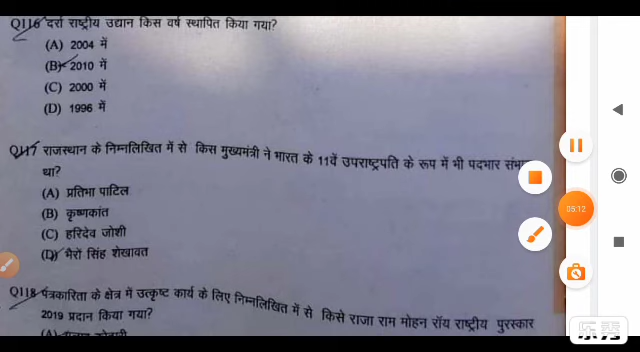 Q116 दर्रा राष्ट्रीय उद्यान किस वर्ष स्थापित किया गया?
(A) 2004 में
(B) 2010 में
(C) 2000 में
(D) 1996 में
Q117 राजस्थान के निम्नलिखित में से किस मुख्यमंत्री ने भारत के 11वें उपराष्ट्रपति के रूप में भी पदभार
था?
(A) प्रतिभा पाटिल
(B) कृष्णकांत
(C) हरिदेव जोशी
(D) भैरों सिंह शेखावत
Q118 पत्रकारिता के क्षेत्र में उत्कृष्ट कार्य के लिए निम्नलिखित में से किसे राजा राम मोहन रॉय राष्ट्रीय पुरस्कार
2019 प्रदान किया गया?
(A)
05:12